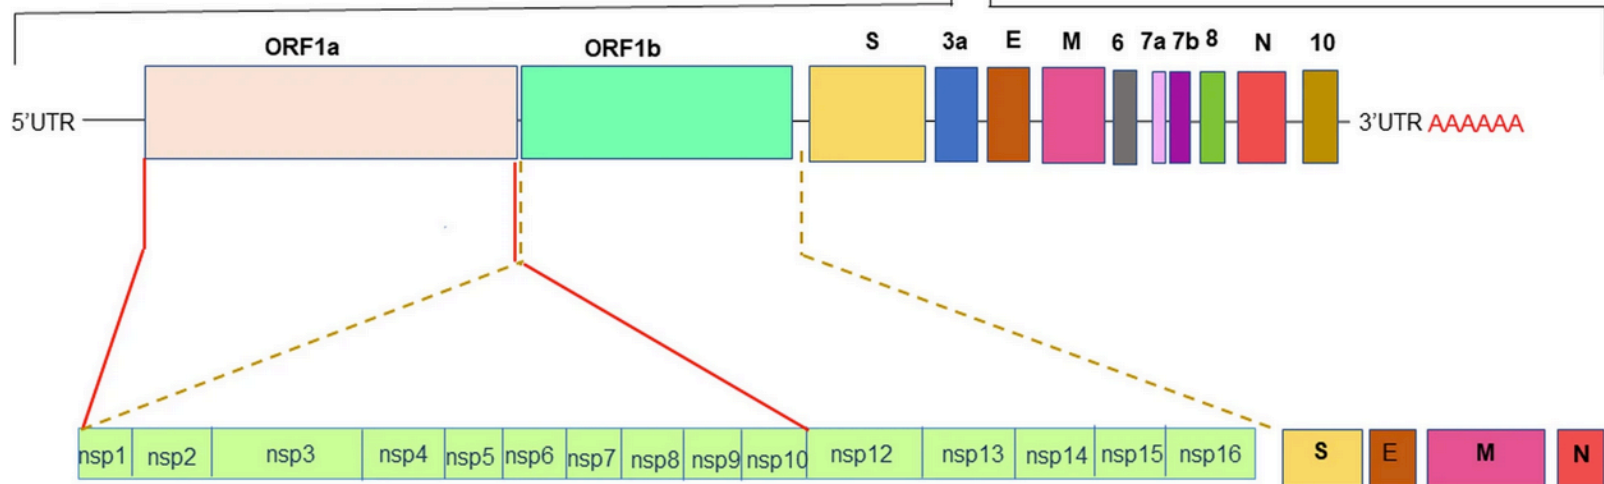 ORF1a ORF1b S 3a E M 6 7a 7b 8 N 10
5'UTR 3'UTR AAAAAA
nsp1 nsp2 nsp3 nsp4 nsp5 nsp6 nsp7 nsp8 nsp9 nsp10 nsp12 nsp13 nsp14 nsp15 nsp16 S E M N